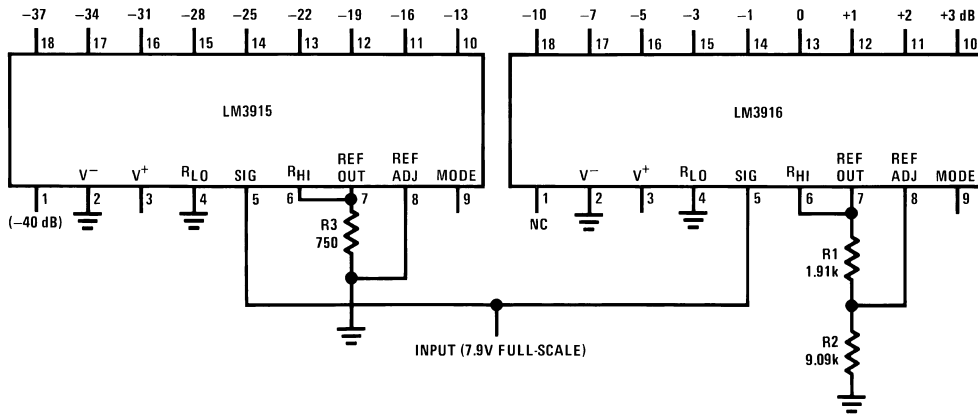 −37 −34 −31 −28 −25 −22 −19 −16 −13
18 17 16 15 14 13 12 11 10
LM3915
V− V+ RLO SIG RHI REF OUT REF ADJ MODE
1 2 3 4 5 6 7 8 9
(−40 dB)
R3
750
−10 −7 −5 −3 −1 0 +1 +2 +3 dB
18 17 16 15 14 13 12 11 10
LM3916
V− V+ RLO SIG RHI REF OUT REF ADJ MODE
1 2 3 4 5 6 7 8 9
NC
R1
1.91k
R2
9.09k
INPUT (7.9V FULL-SCALE)